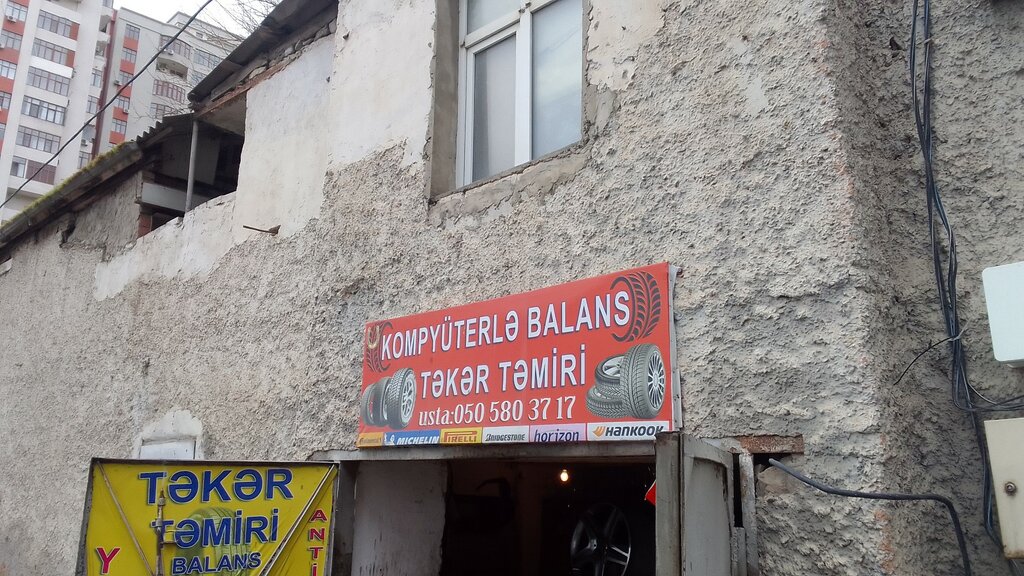 KOMPYÜTERLƏ BALANS
TƏKƏR TƏMİRİ
usta:050 580 37 17
MICHELIN PIRELLI BRIDGESTONE horizon HANKOOK
TƏKƏR
TƏMİRİ
BALANS
Y
ANTİ